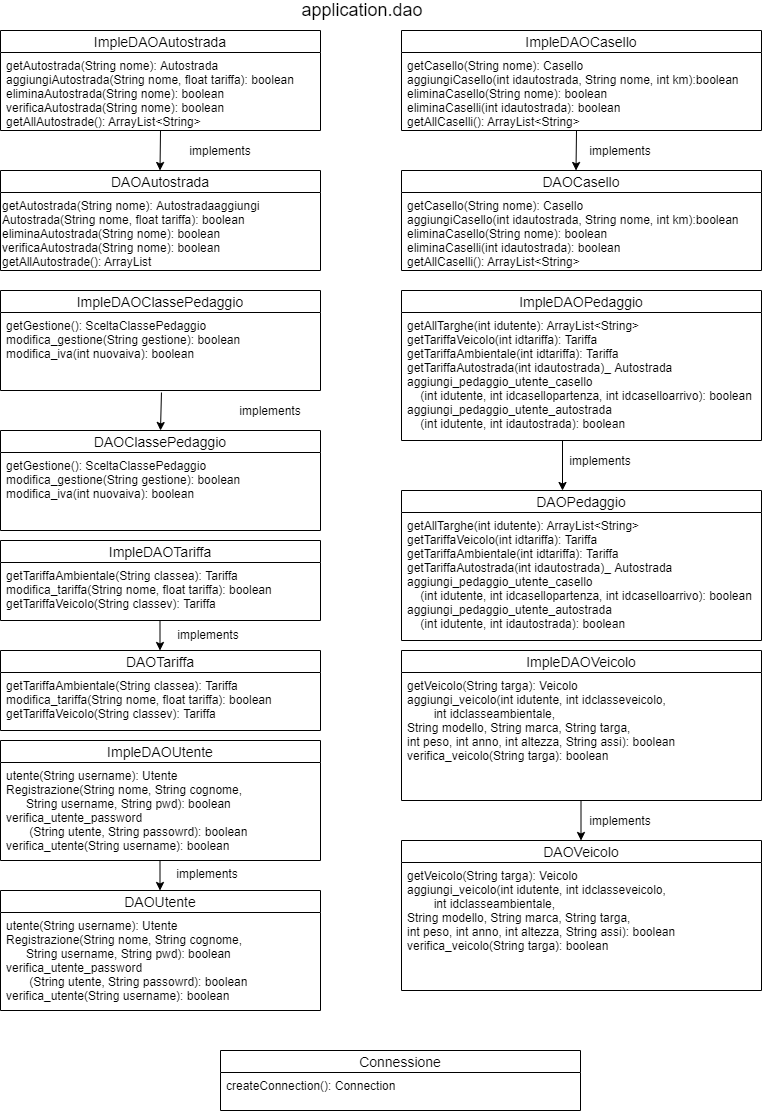 application.dao
ImpleDAOAutostrada
getAutostrada(String nome): Autostrada
aggiungiAutostrada(String nome, float tariffa): boolean
eliminaAutostrada(String nome): boolean
verificaAutostrada(String nome): boolean
getAllAutostrade(): ArrayList<String>
implements
DAOAutostrada
getAutostrada(String nome): Autostradaaggiungi
Autostrada(String nome, float tariffa): boolean
eliminaAutostrada(String nome): boolean
verificaAutostrada(String nome): boolean
getAllAutostrade(): ArrayList
ImpleDAOCasello
getCasello(String nome): Casello
aggiungiCasello(int idautostrada, String nome, int km):boolean
eliminaCasello(String nome): boolean
eliminaCaselli(int idautostrada): boolean
getAllCaselli(): ArrayList<String>
implements
DAOCasello
getCasello(String nome): Casello
aggiungiCasello(int idautostrada, String nome, int km):boolean
eliminaCasello(String nome): boolean
eliminaCaselli(int idautostrada): boolean
getAllCaselli(): ArrayList<String>
ImpleDAOClassePedaggio
getGestione(): SceltaClassePedaggio
modifica_gestione(String gestione): boolean
modifica_iva(int nuovaiva): boolean
implements
DAOClassePedaggio
getGestione(): SceltaClassePedaggio
modifica_gestione(String gestione): boolean
modifica_iva(int nuovaiva): boolean
ImpleDAOPedaggio
getAllTarghe(int idutente): ArrayList<String>
getTariffaVeicolo(int idtariffa): Tariffa
getTariffaAmbientale(int idtariffa): Tariffa
getTariffaAutostrada(int idautostrada)_ Autostrada
aggiungi_pedaggio_utente_casello
(int idutente, int idcasellopartenza, int idcaselloarrivo): boolean
aggiungi_pedaggio_utente_autostrada
(int idutente, int idautostrada): boolean
implements
DAOPedaggio
getAllTarghe(int idutente): ArrayList<String>
getTariffaVeicolo(int idtariffa): Tariffa
getTariffaAmbientale(int idtariffa): Tariffa
getTariffaAutostrada(int idautostrada)_ Autostrada
aggiungi_pedaggio_utente_casello
(int idutente, int idcasellopartenza, int idcaselloarrivo): boolean
aggiungi_pedaggio_utente_autostrada
(int idutente, int idautostrada): boolean
ImpleDAOTariffa
getTariffaAmbientale(String classea): Tariffa
modifica_tariffa(String nome, float tariffa): boolean
getTariffaVeicolo(String classev): Tariffa
implements
DAOTariffa
getTariffaAmbientale(String classea): Tariffa
modifica_tariffa(String nome, float tariffa): boolean
getTariffaVeicolo(String classev): Tariffa
ImpleDAOUtente
utente(String username): Utente
Registrazione(String nome, String cognome,
String username, String pwd): boolean
verifica_utente_password
(String utente, String passowrd): boolean
verifica_utente(String username): boolean
implements
DAOUtente
utente(String username): Utente
Registrazione(String nome, String cognome,
String username, String pwd): boolean
verifica_utente_password
(String utente, String passowrd): boolean
verifica_utente(String username): boolean
ImpleDAOVeicolo
getVeicolo(String targa): Veicolo
aggiungi_veicolo(int idutente, int idclasseveicolo,
int idclasseambientale,
String modello, String marca, String targa,
int peso, int anno, int altezza, String assi): boolean
verifica_veicolo(String targa): boolean
implements
DAOVeicolo
getVeicolo(String targa): Veicolo
aggiungi_veicolo(int idutente, int idclasseveicolo,
int idclasseambientale,
String modello, String marca, String targa,
int peso, int anno, int altezza, String assi): boolean
verifica_veicolo(String targa): boolean
Connessione
createConnection(): Connection